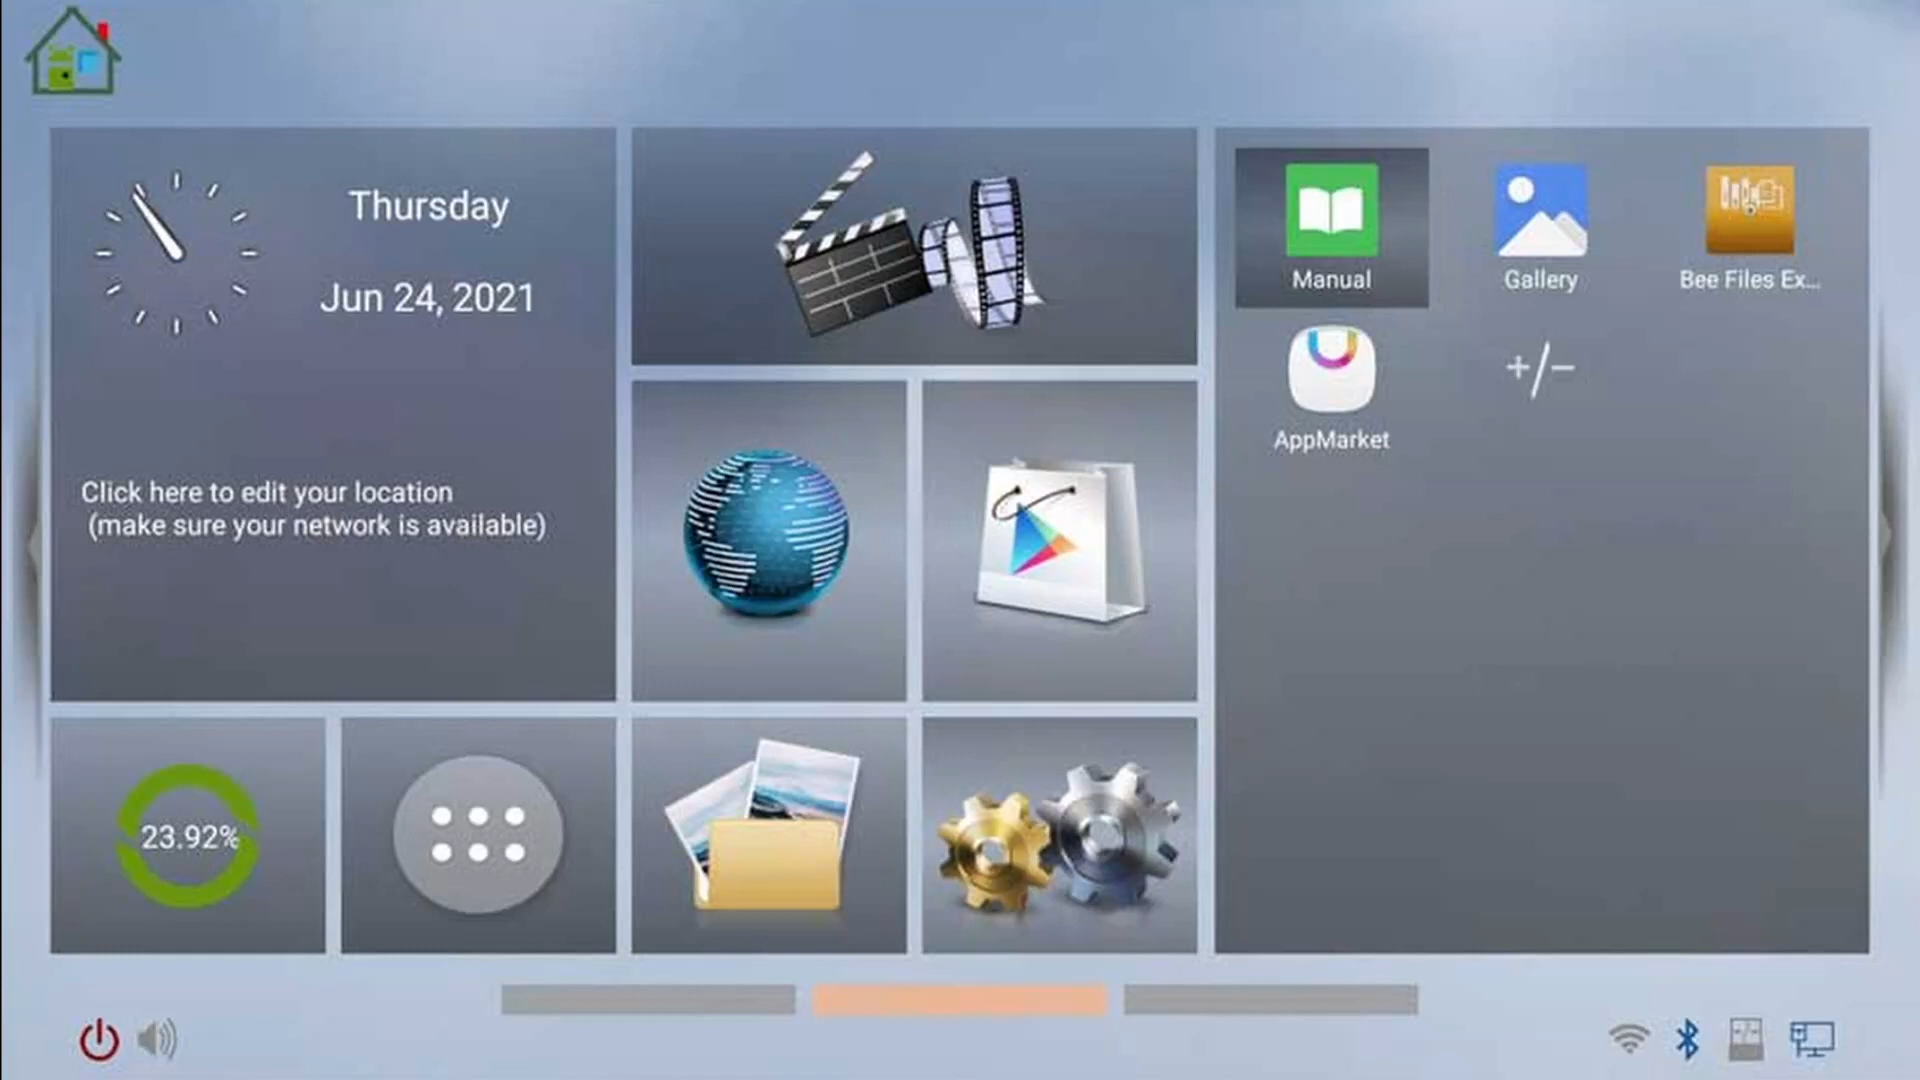 Thursday
Jun 24, 2021
Click here to edit your location
(make sure your network is available)
23.92%
Manual
Gallery
Bee Files Ex...
AppMarket
+/-